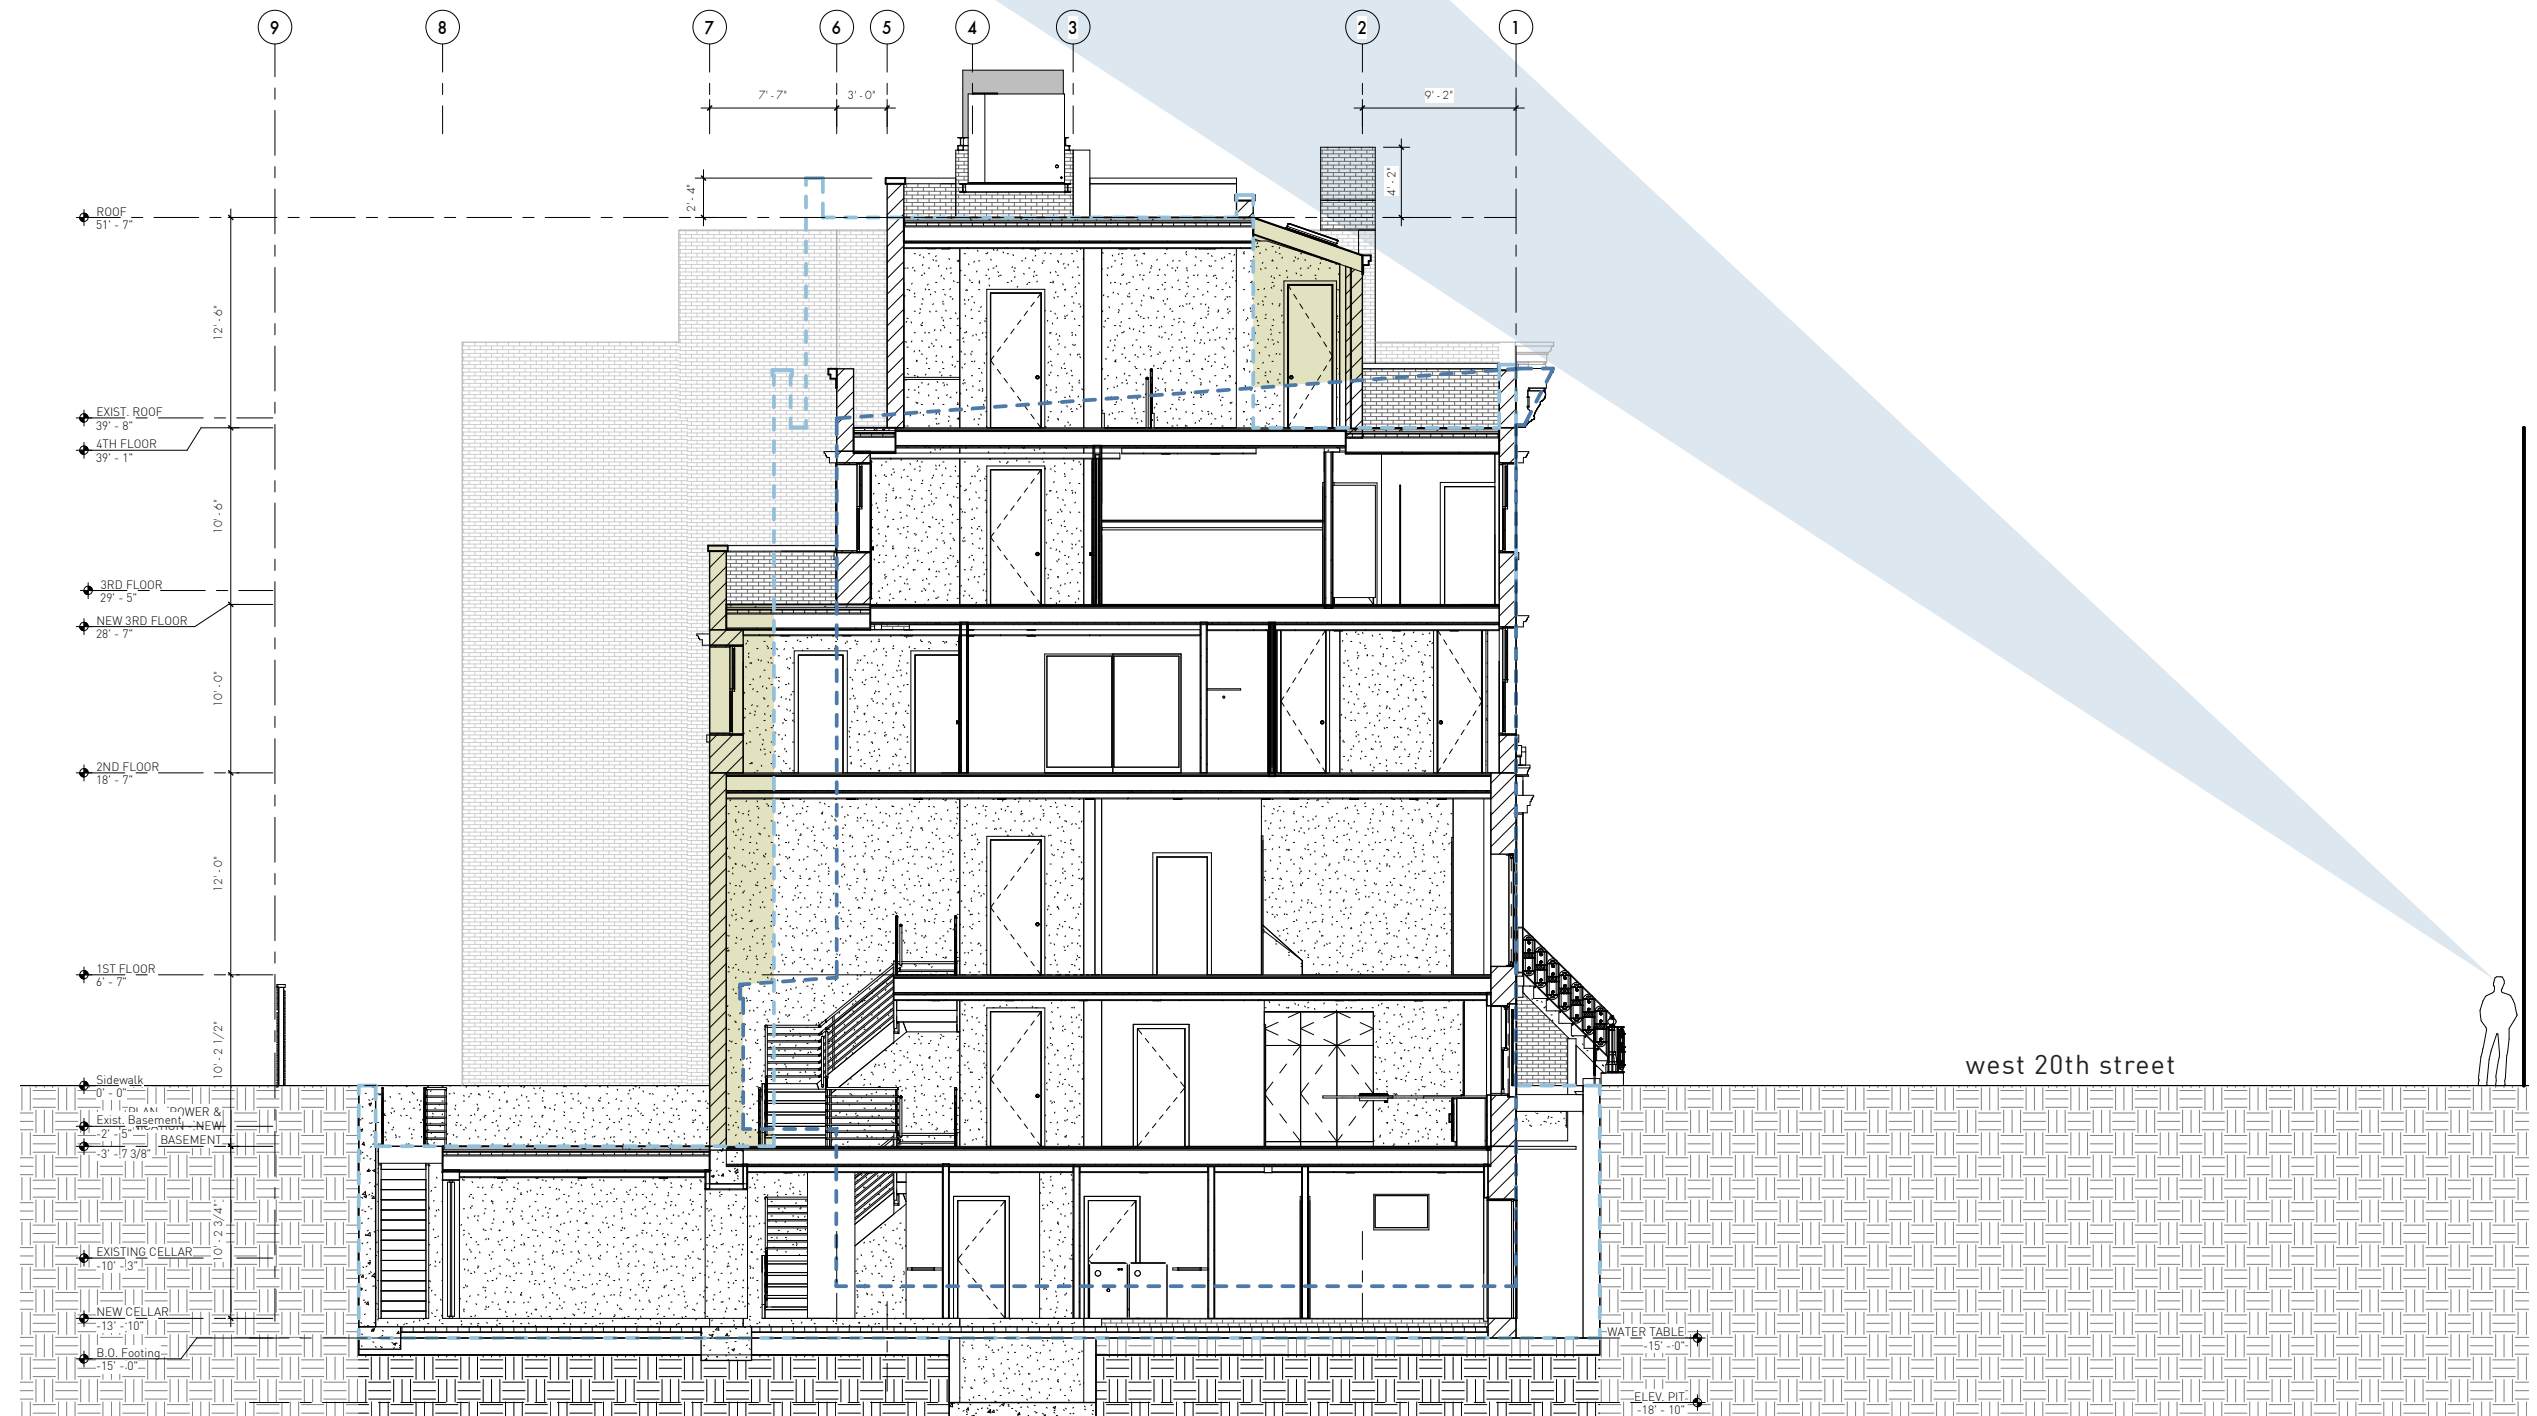 9 8 7 6 5 4 3 2 1
7' - 7"
3' - 0"
9' - 2"
2' - 4"
4' - 2"
ROOF
51' - 7"
12' - 6"
EXIST. ROOF
39' - 8"
4TH FLOOR
39' - 1"
10' - 6"
3RD FLOOR
29' - 5"
NEW 3RD FLOOR
28' - 7"
10' - 0"
2ND FLOOR
18' - 7"
12' - 0"
1ST FLOOR
6' - 7"
10' - 2 1/2"
west 20th street
Sidewalk
0' - 0"
PLAN - POWER &
Exist. Basement
NEW
-2' - 5"
BASEMENT
-3' - 7 3/8"
10' - 2 3/4"
EXISTING CELLAR
-10' - 3"
NEW CELLAR
-13' - 10"
B.O. Footing
-15' - 0"
WATER TABLE
-15' - 0"
ELEV. PIT
-18' - 10"